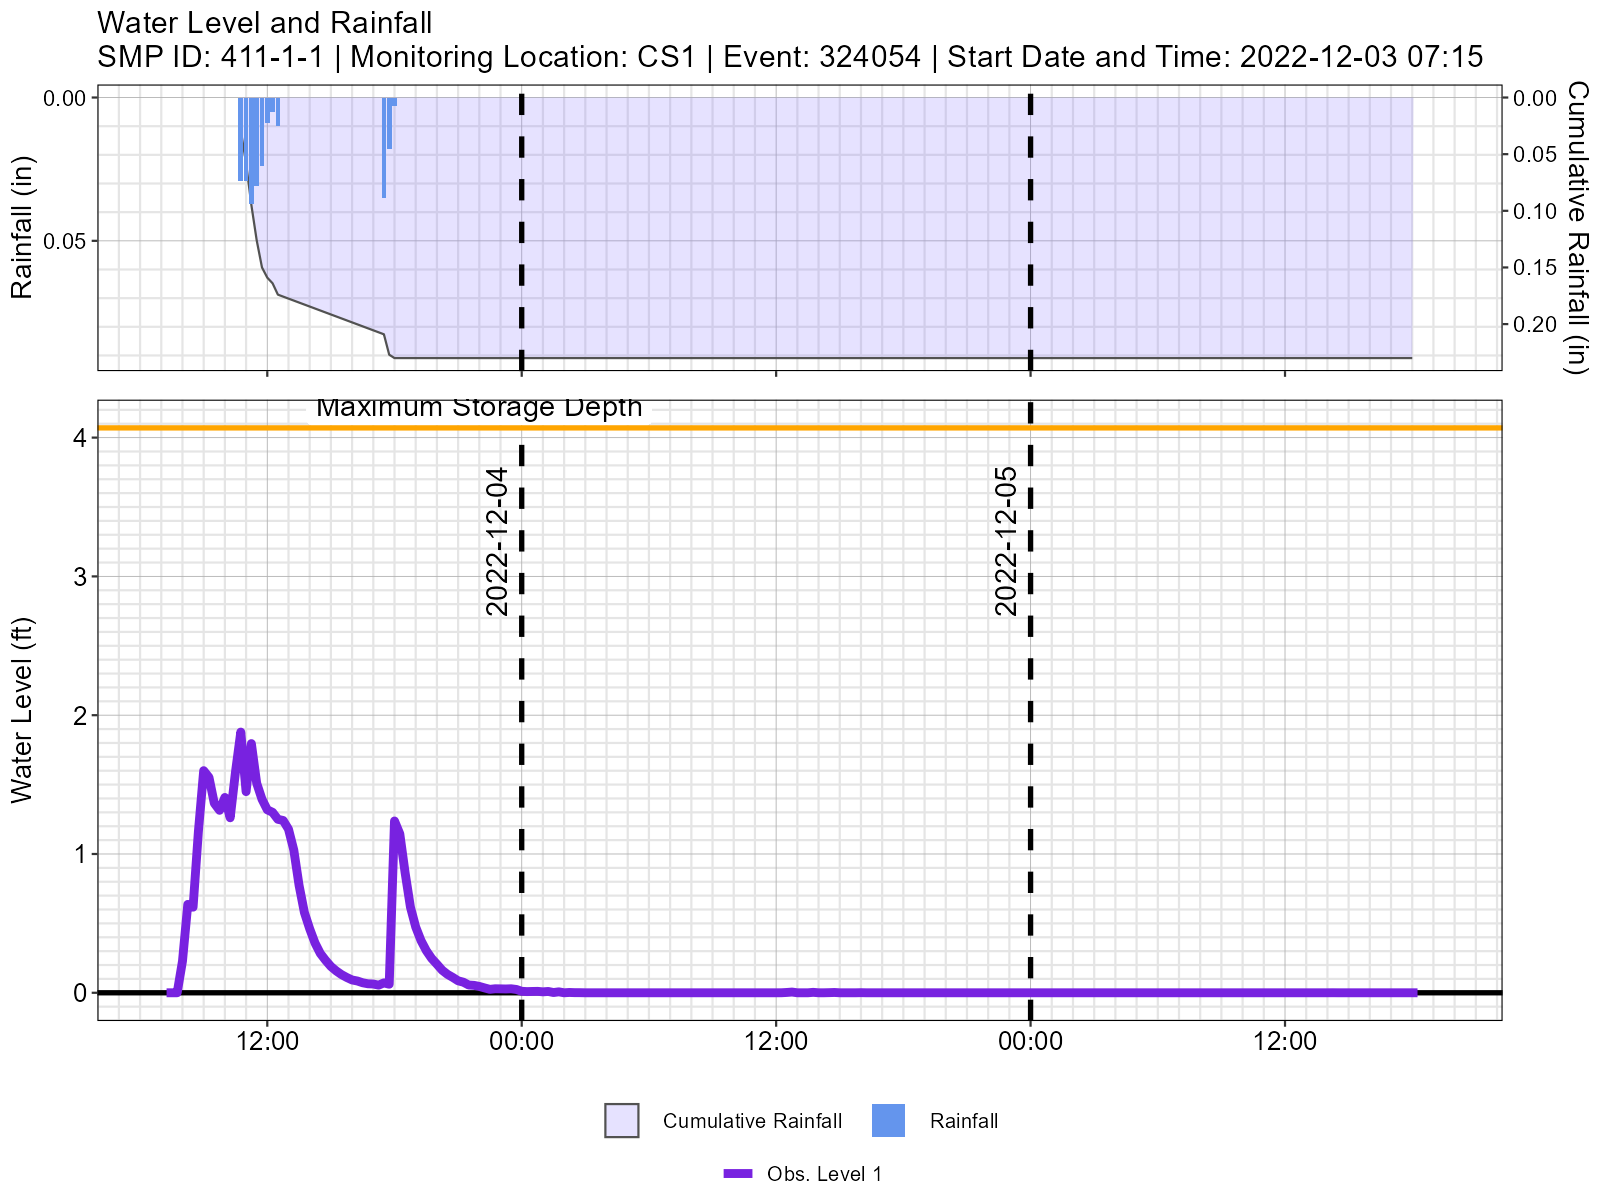 Water Level and Rainfall
SMP ID: 411-1-1 | Monitoring Location: CS1 | Event: 324054 | Start Date and Time: 2022-12-03 07:15
Rainfall (in)
0.00
0.05
0.00
0.05
0.10
0.15
0.20
Cumulative Rainfall (in)
Maximum Storage Depth
Water Level (ft)
4
3
2
1
0
2022-12-04
2022-12-05
12:00
00:00
12:00
00:00
12:00
Cumulative Rainfall
Rainfall
Obs. Level 1